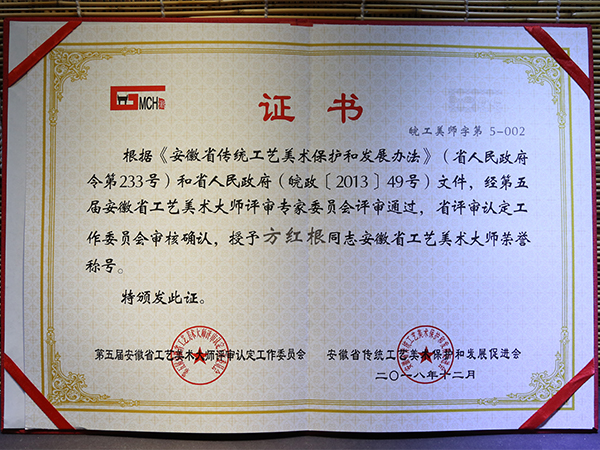 GMCH
证书
皖工美师字第 5-002
根据《安徽省传统工艺美术保护和发展办法》（省人民政府
令第233号）和省人民政府（皖政〔2013〕49号）文件，经第五
届安徽省工艺美术大师评审专家委员会评审通过，省评审认定工
作委员会审核确认，授予方红根同志安徽省工艺美术大师荣誉
称号。
特颁发此证。
第五届安徽省工艺美术大师评审认定工作委员会
安徽省传统工艺美术保护和发展促进会
二〇一八年十二月